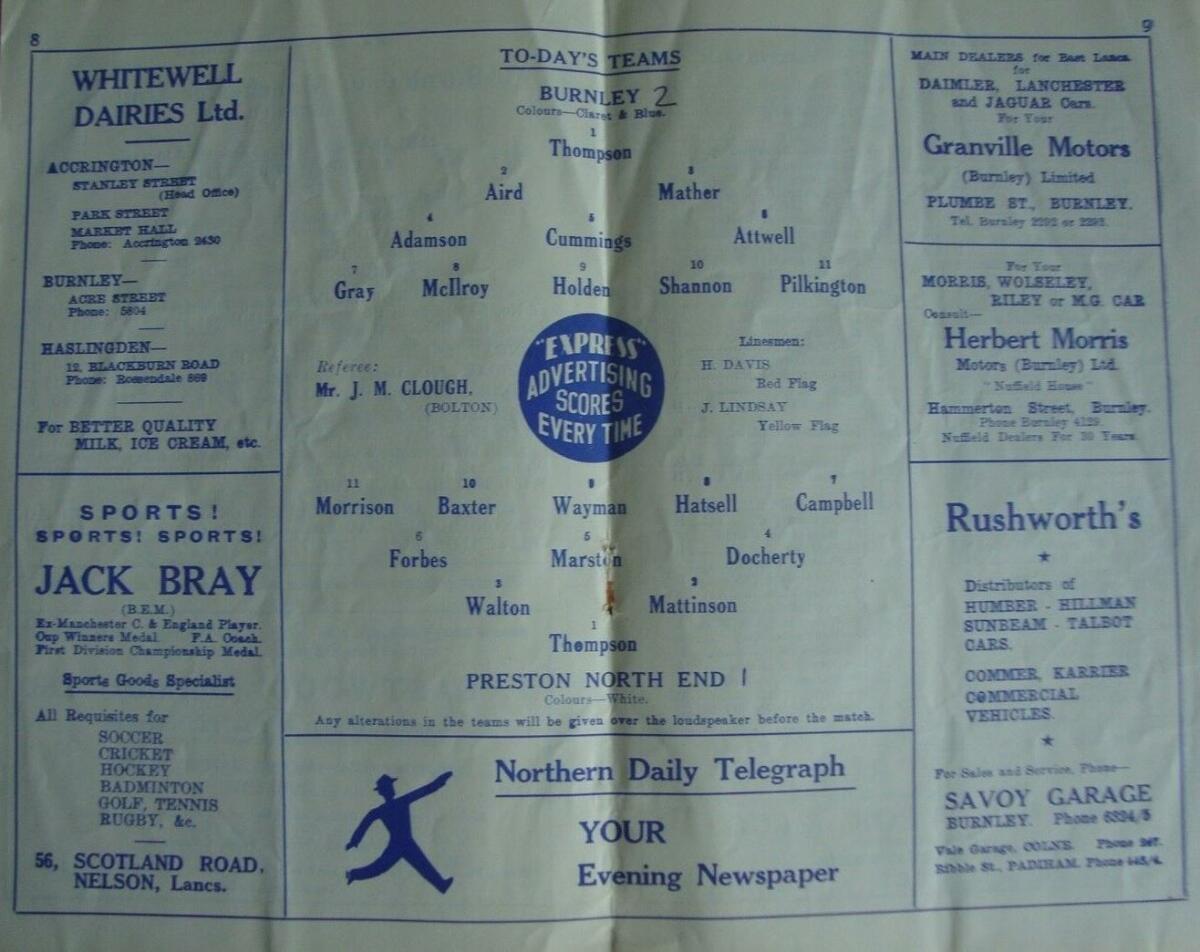 8
WHITEWELL
DAIRIES Ltd.
ACCRINGTON—
STANLEY STREET
(Head Office)
PARK STREET
MARKET HALL
Phone: Accrington 2430
BURNLEY—
ACRE STREET
Phone: 5804
HASLINGDEN—
12, BLACKBURN ROAD
Phone: Rossendale 869
For BETTER QUALITY
MILK, ICE CREAM, etc.
SPORTS!
SPORTS! SPORTS!
JACK BRAY
(B.E.M.)
Ex-Manchester C. & England Player.
Cup Winners Medal. F.A. Coach.
First Division Championship Medal.
Sports Goods Specialist
All Requisites for
SOCCER
CRICKET
HOCKEY
BADMINTON
GOLF, TENNIS
RUGBY, &c.
56, SCOTLAND ROAD,
NELSON, Lancs.
TO-DAY'S TEAMS
BURNLEY 2
Colours—Claret & Blue.
1
Thompson
2 3
Aird Mather
4 5 6
Adamson Cummings Attwell
7 8 9 10 11
Gray McIlroy Holden Shannon Pilkington
Referee:
Mr. J. M. CLOUGH,
(BOLTON)
"EXPRESS"
ADVERTISING
SCORES
EVERY TIME
Linesmen:
H. DAVIS
Red Flag
J. LINDSAY
Yellow Flag
11 10 9 8 7
Morrison Baxter Wayman Hatsell Campbell
6 5 4
Forbes Marston Docherty
3 2
Walton Mattinson
1
Thompson
PRESTON NORTH END 1
Colours—White.
Any alterations in the teams will be given over the loudspeaker before the match.
Northern Daily Telegraph
YOUR
Evening Newspaper
9
MAIN DEALERS for East Lancs.
for
DAIMLER, LANCHESTER
and JAGUAR Cars.
For Your
Granville Motors
(Burnley) Limited
PLUMBE ST., BURNLEY.
Tel. Burnley 2292 or 2293.
For Your
MORRIS, WOLSELEY,
RILEY or M.G. CAR
Consult—
Herbert Morris
Motors (Burnley) Ltd.
"Nuffield House"
Hammerton Street, Burnley.
Phone Burnley 4129.
Nuffield Dealers For 30 Years.
Rushworth's
Distributors of
HUMBER - HILLMAN
SUNBEAM - TALBOT
CARS.
COMMER, KARRIER
COMMERCIAL
VEHICLES.
For Sales and Service, Phone—
SAVOY GARAGE
BURNLEY. Phone 6324/5
Vale Garage, COLNE. Phone
Ribble St., PADIHAM. Phone